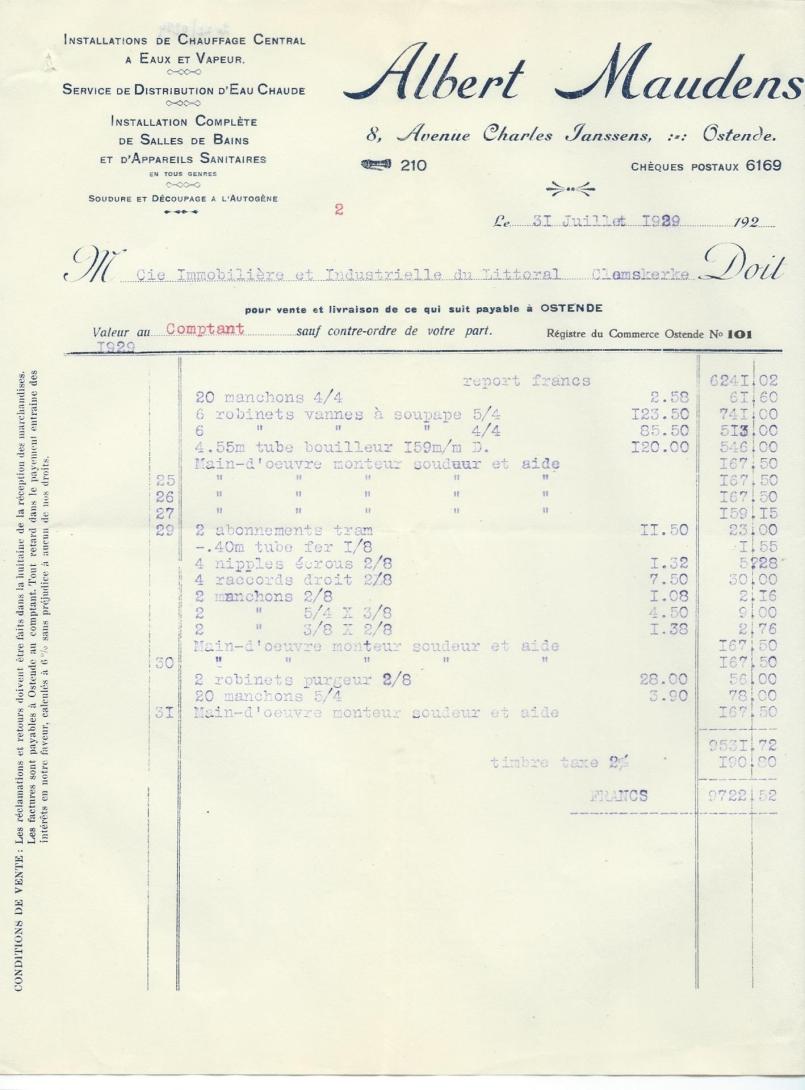 INSTALLATIONS DE CHAUFFAGE CENTRAL
A EAUX ET VAPEUR.
SERVICE DE DISTRIBUTION D'EAU CHAUDE
INSTALLATION COMPLÈTE
DE SALLES DE BAINS
ET D'APPAREILS SANITAIRES
EN TOUS GENRES
SOUDURE ET DÉCOUPAGE A L'AUTOGÈNE
Albert Maudens
8, Avenue Charles Janssens, :-: Ostende.
210 CHÈQUES POSTAUX 6169
2
Le 31 Juillet 1929 192
M Cie Immobilière et Industrielle du Littoral Clemskerke Doit
pour vente et livraison de ce qui suit payable à OSTENDE
Valeur au Comptant sauf contre-ordre de votre part. Régistre du Commerce Ostende No 101
1929
report francs 6241.02
20 manchons 4/4 2.58 61.60
6 robinets vannes à soupape 5/4 123.50 741.00
6 " " " 4/4 85.50 513.00
4.55m tube bouilleur 159m/m D. 120.00 546.00
Main-d'oeuvre monteur souduur et aide 167.50
25 " " " " " 167.50
26 " " " " " 167.50
27 " " " " " 159.15
29 2 abonnements tram 11.50 23.00
-.40m tube fer 1/8 1.55
4 nipples écrous 2/8 1.32 5?28
4 raccords droit 2/8 7.50 30.00
2 manchons 2/8 1.08 2.16
2 " 5/4 X 3/8 4.50 9.00
2 " 3/8 X 2/8 1.38 2.76
Main-d'oeuvre monteur soudeur et aide 167.50
30 " " " " " 167.50
2 robinets purgeur 2/8 28.00 56.00
20 manchons 5/4 3.90 78.00
31 Main-d'oeuvre monteur soudeur et aide 167.50
9531.72
timbre taxe 2% 190.80
FRANCS 9722.52
CONDITIONS DE VENTE : Les réclamations et retours doivent être faits dans la huitaine de la réception des marchandises.
Les factures sont payables à Ostende au comptant. Tout retard dans le payement entraine des
intérêts en notre faveur, calculés à 6 % sans préjudice à aucun de nos droits.